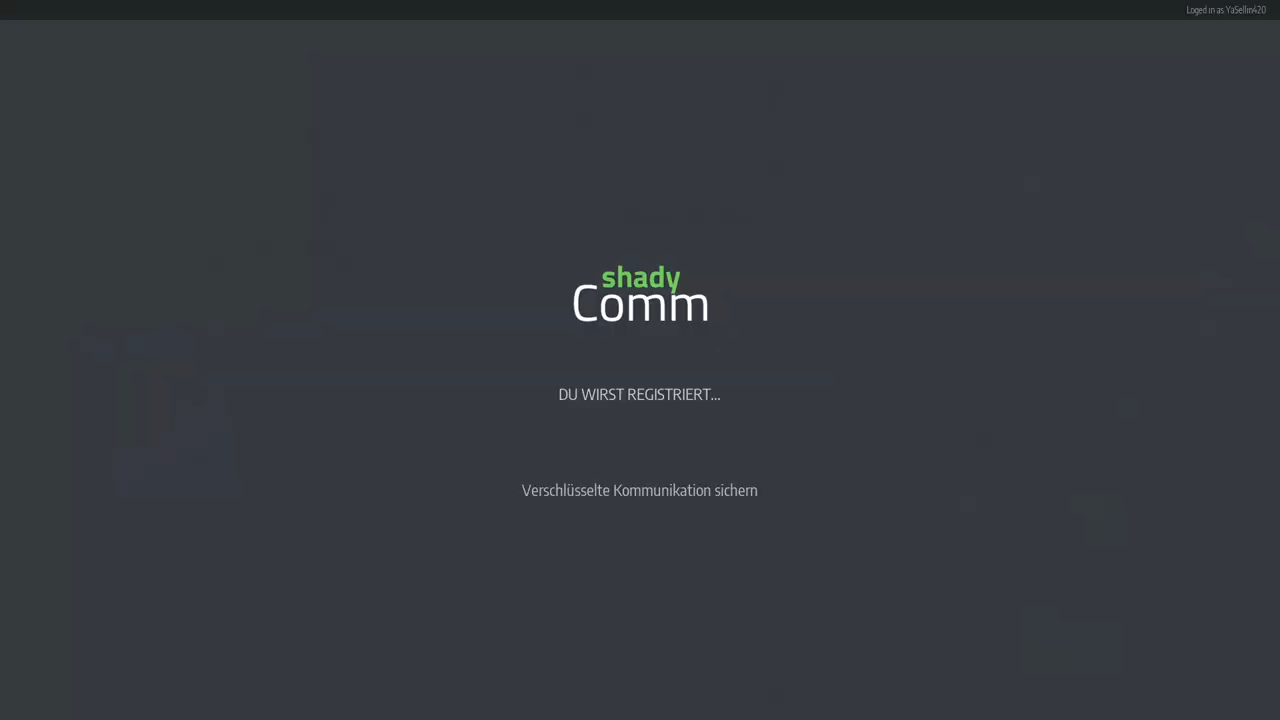 Loged in as YaSellin420
shady
Comm
DU WIRST REGISTRIERT...
Verschlüsselte Kommunikation sichern